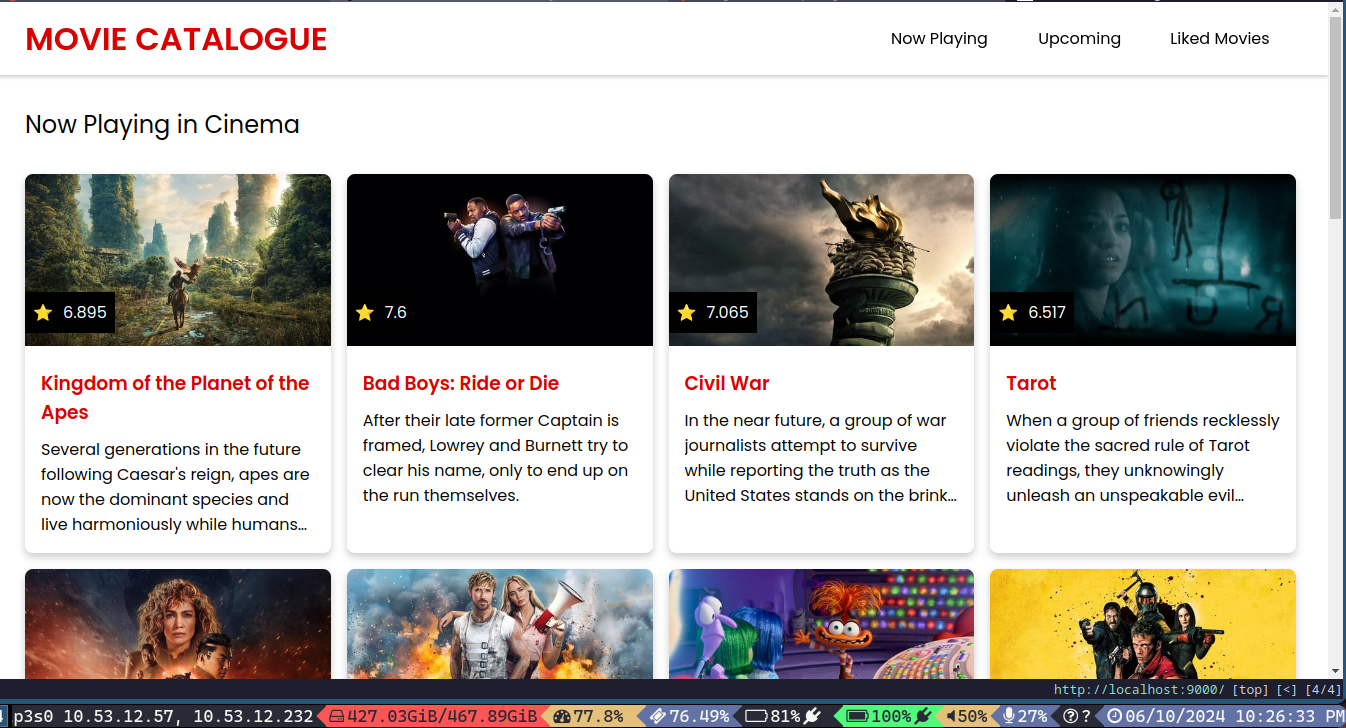 MOVIE CATALOGUE
Now Playing
Upcoming
Liked Movies
Now Playing in Cinema
6.895
7.6
7.065
6.517
Kingdom of the Planet of the
Apes
Several generations in the future
following Caesar's reign, apes are
now the dominant species and
live harmoniously while humans...
Bad Boys: Ride or Die
After their late former Captain is
framed, Lowrey and Burnett try to
clear his name, only to end up on
the run themselves.
Civil War
In the near future, a group of war
journalists attempt to survive
while reporting the truth as the
United States stands on the brink...
Tarot
When a group of friends recklessly
violate the sacred rule of Tarot
readings, they unknowingly
unleash an unspeakable evil...
http://localhost:9000/ [top] [<] [4/4]
p3s0 10.53.12.57, 10.53.12.232 427.03GiB/467.89GiB 77.8% 76.49% 81% 100% 50% 27% ? 06/10/2024 10:26:33 PM